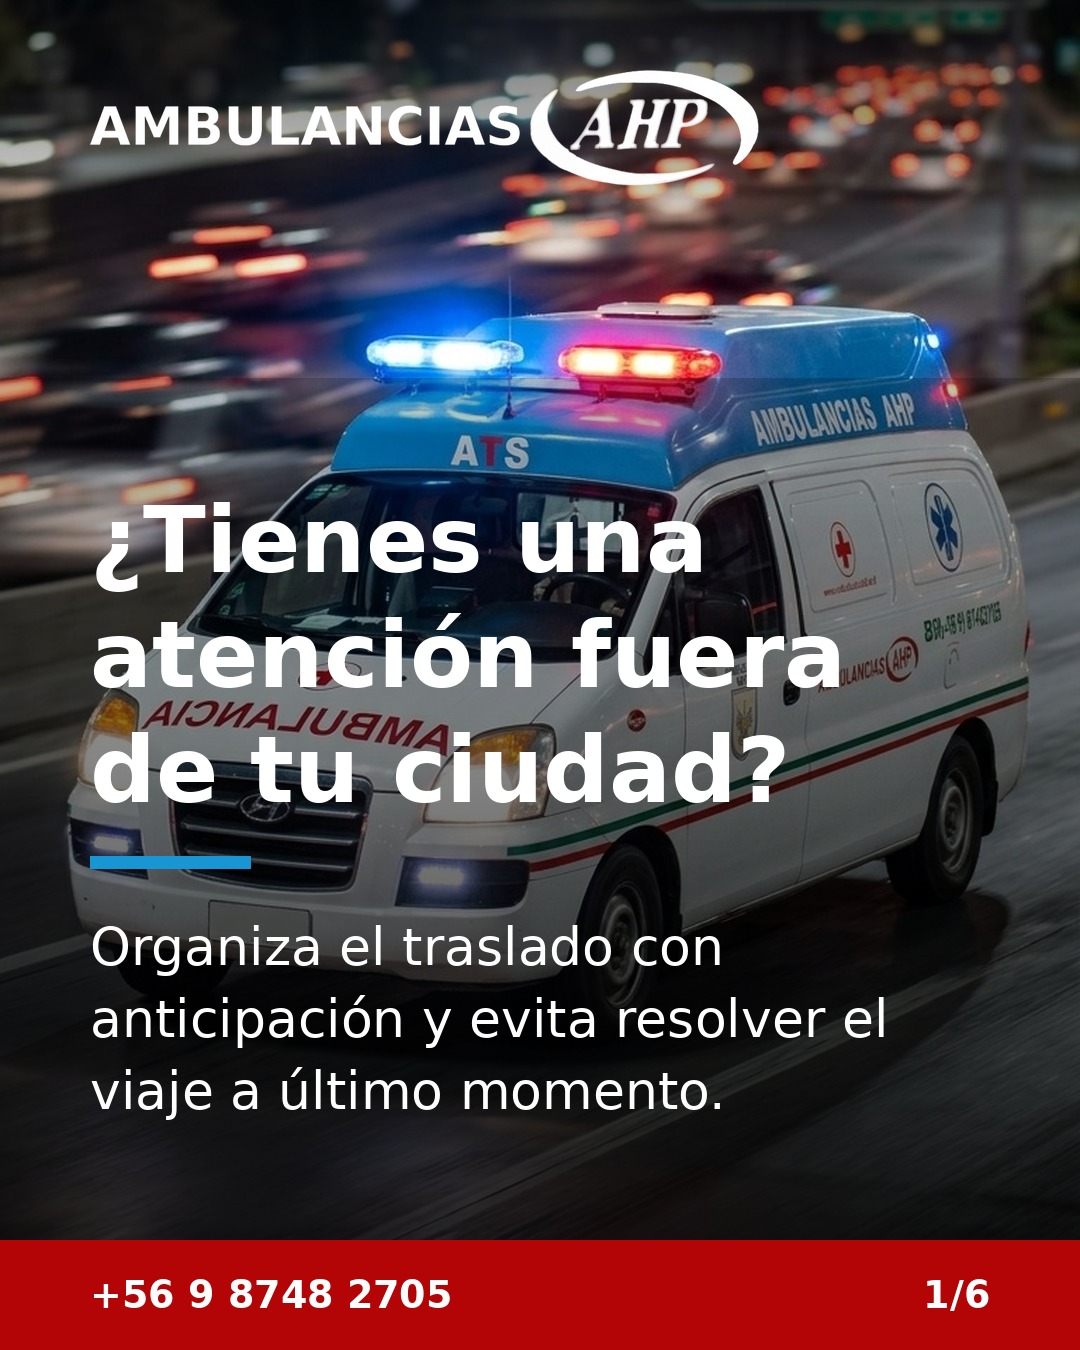 AMBULANCIAS AHP
ATS
AMBULANCIAS AHP
¿Tienes una
atención fuera
de tu ciudad?
AMBULANCIAS AHP
AMBULANCIA
Organiza el traslado con
anticipación y evita resolver el
viaje a último momento.
+56 9 8748 2705
1/6